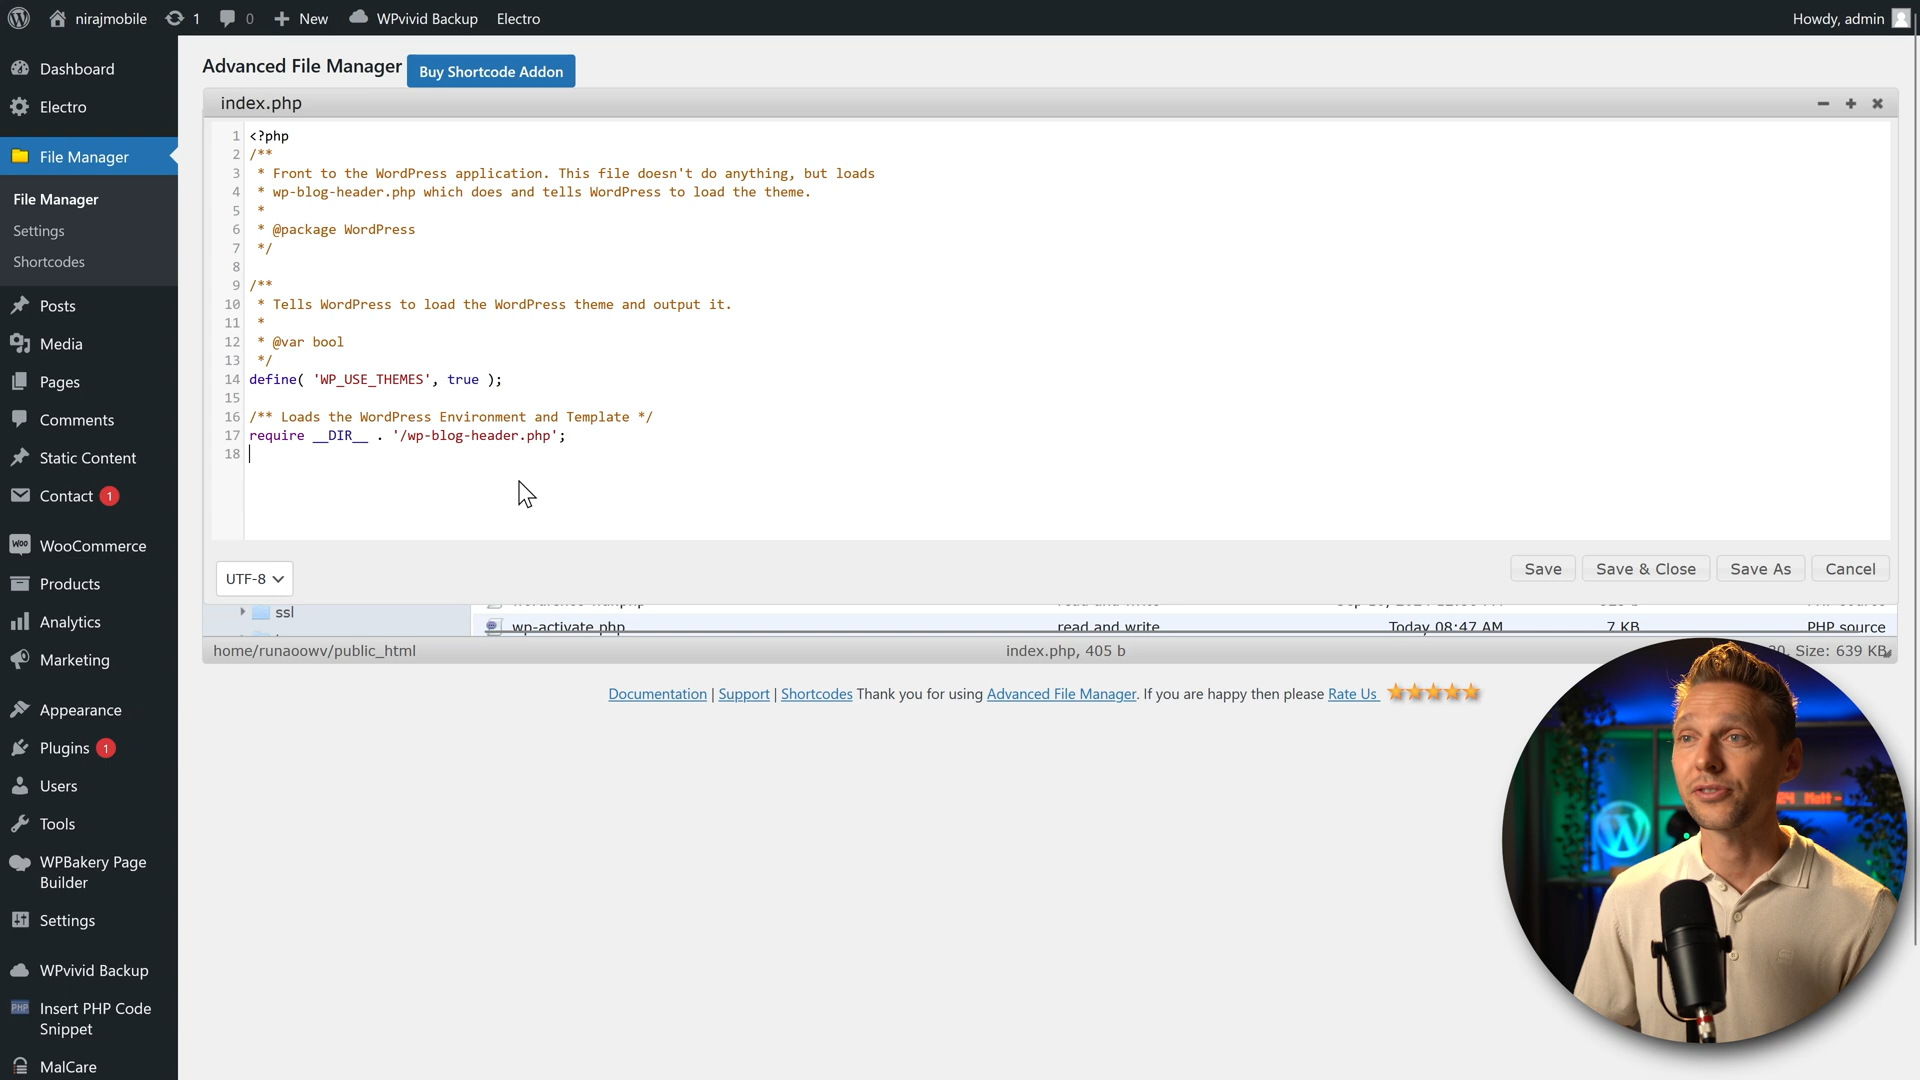 nirajmobile 1 0 New WPvivid Backup Electro Howdy, admin
Dashboard
Electro
File Manager
File Manager
Settings
Shortcodes
Posts
Media
Pages
Comments
Static Content
Contact 1
WooCommerce
Products
Analytics
Marketing
Appearance
Plugins 1
Users
Tools
WPBakery Page
Builder
Settings
WPvivid Backup
Insert PHP Code
Snippet
MalCare
Advanced File Manager Buy Shortcode Addon
index.php
1 <?php
2 /**
3  * Front to the WordPress application. This file doesn't do anything, but loads
4  * wp-blog-header.php which does and tells WordPress to load the theme.
5  *
6  * @package WordPress
7  */
8
9 /**
10  * Tells WordPress to load the WordPress theme and output it.
11  *
12  * @var bool
13  */
14 define( 'WP_USE_THEMES', true );
15
16 /** Loads the WordPress Environment and Template */
17 require __DIR__ . '/wp-blog-header.php';
18
UTF-8 Save Save & Close Save As Cancel
ssl
wp-activate.php read and write Today 08:47 AM 7 KB PHP source
home/runaoowv/public_html index.php, 405 b Size: 639 KB
Documentation | Support | Shortcodes Thank you for using Advanced File Manager. If you are happy then please Rate Us